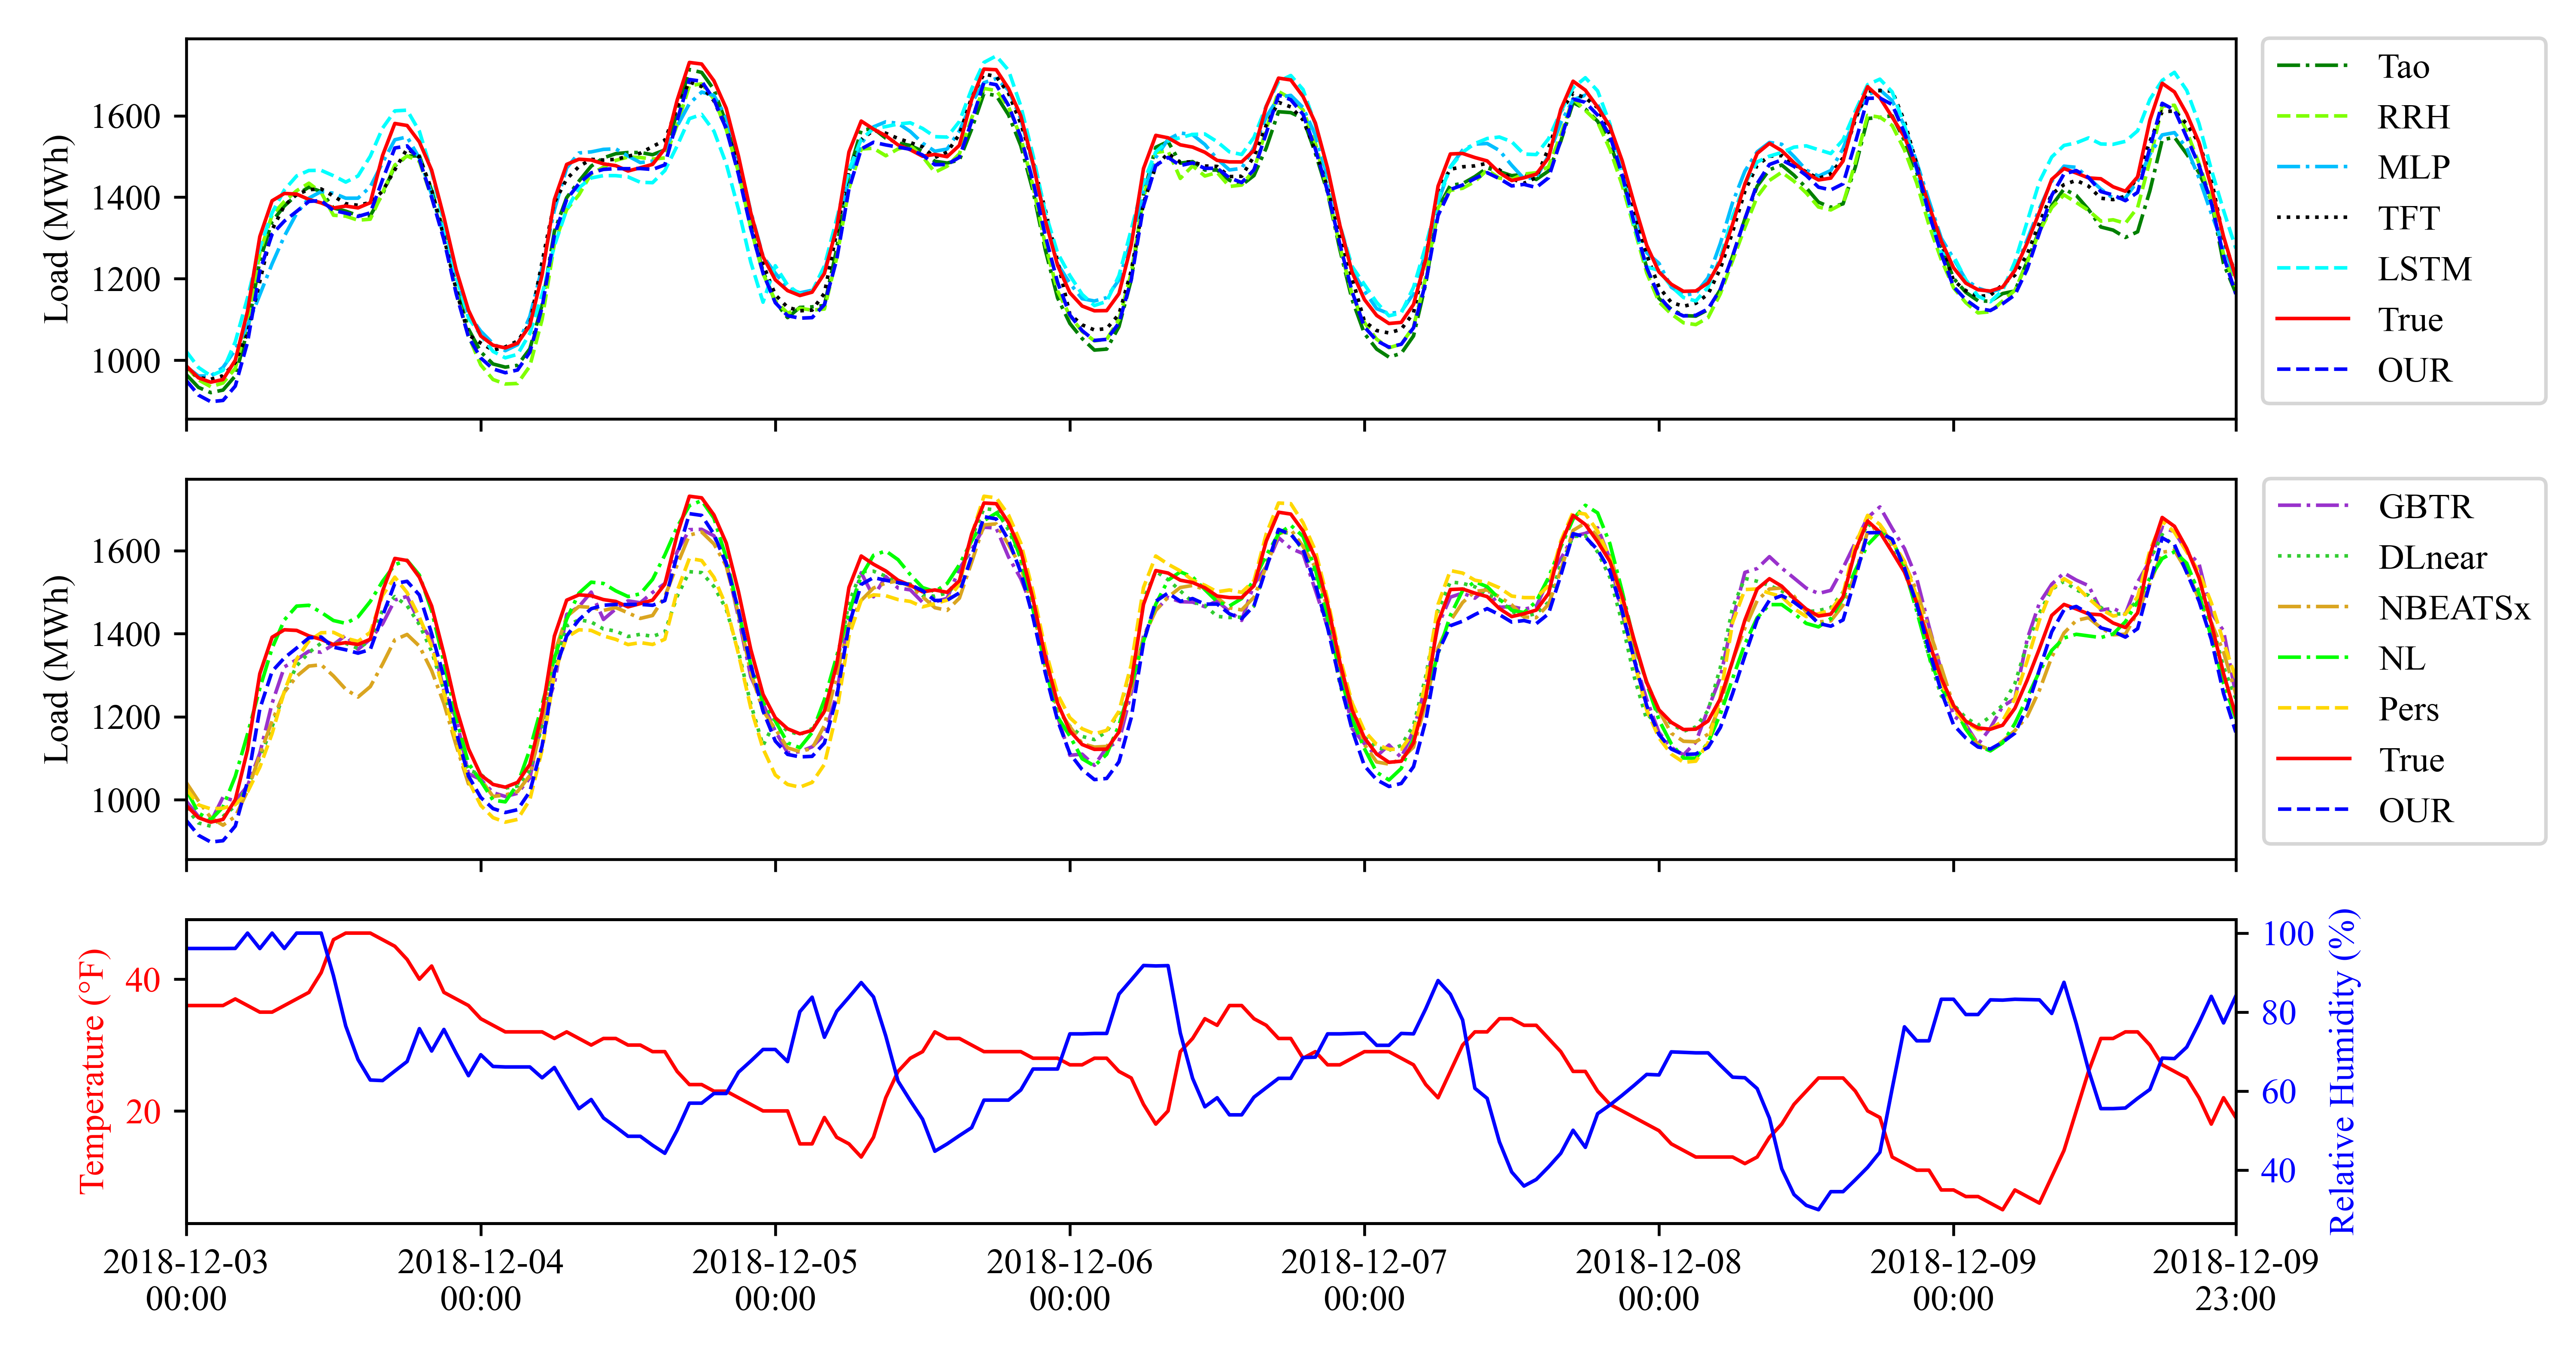 Load (MWh)
1600
1400
1200
1000
Tao
RRH
MLP
TFT
LSTM
True
OUR
Load (MWh)
1600
1400
1200
1000
GBTR
DLnear
NBEATSx
NL
Pers
True
OUR
Temperature (°F)
40
20
100
80
60
40
Relative Humidity (%)
2018-12-03 2018-12-04 2018-12-05 2018-12-06 2018-12-07 2018-12-08 2018-12-09 2018-12-09
00:00 00:00 00:00 00:00 00:00 00:00 00:00 23:00